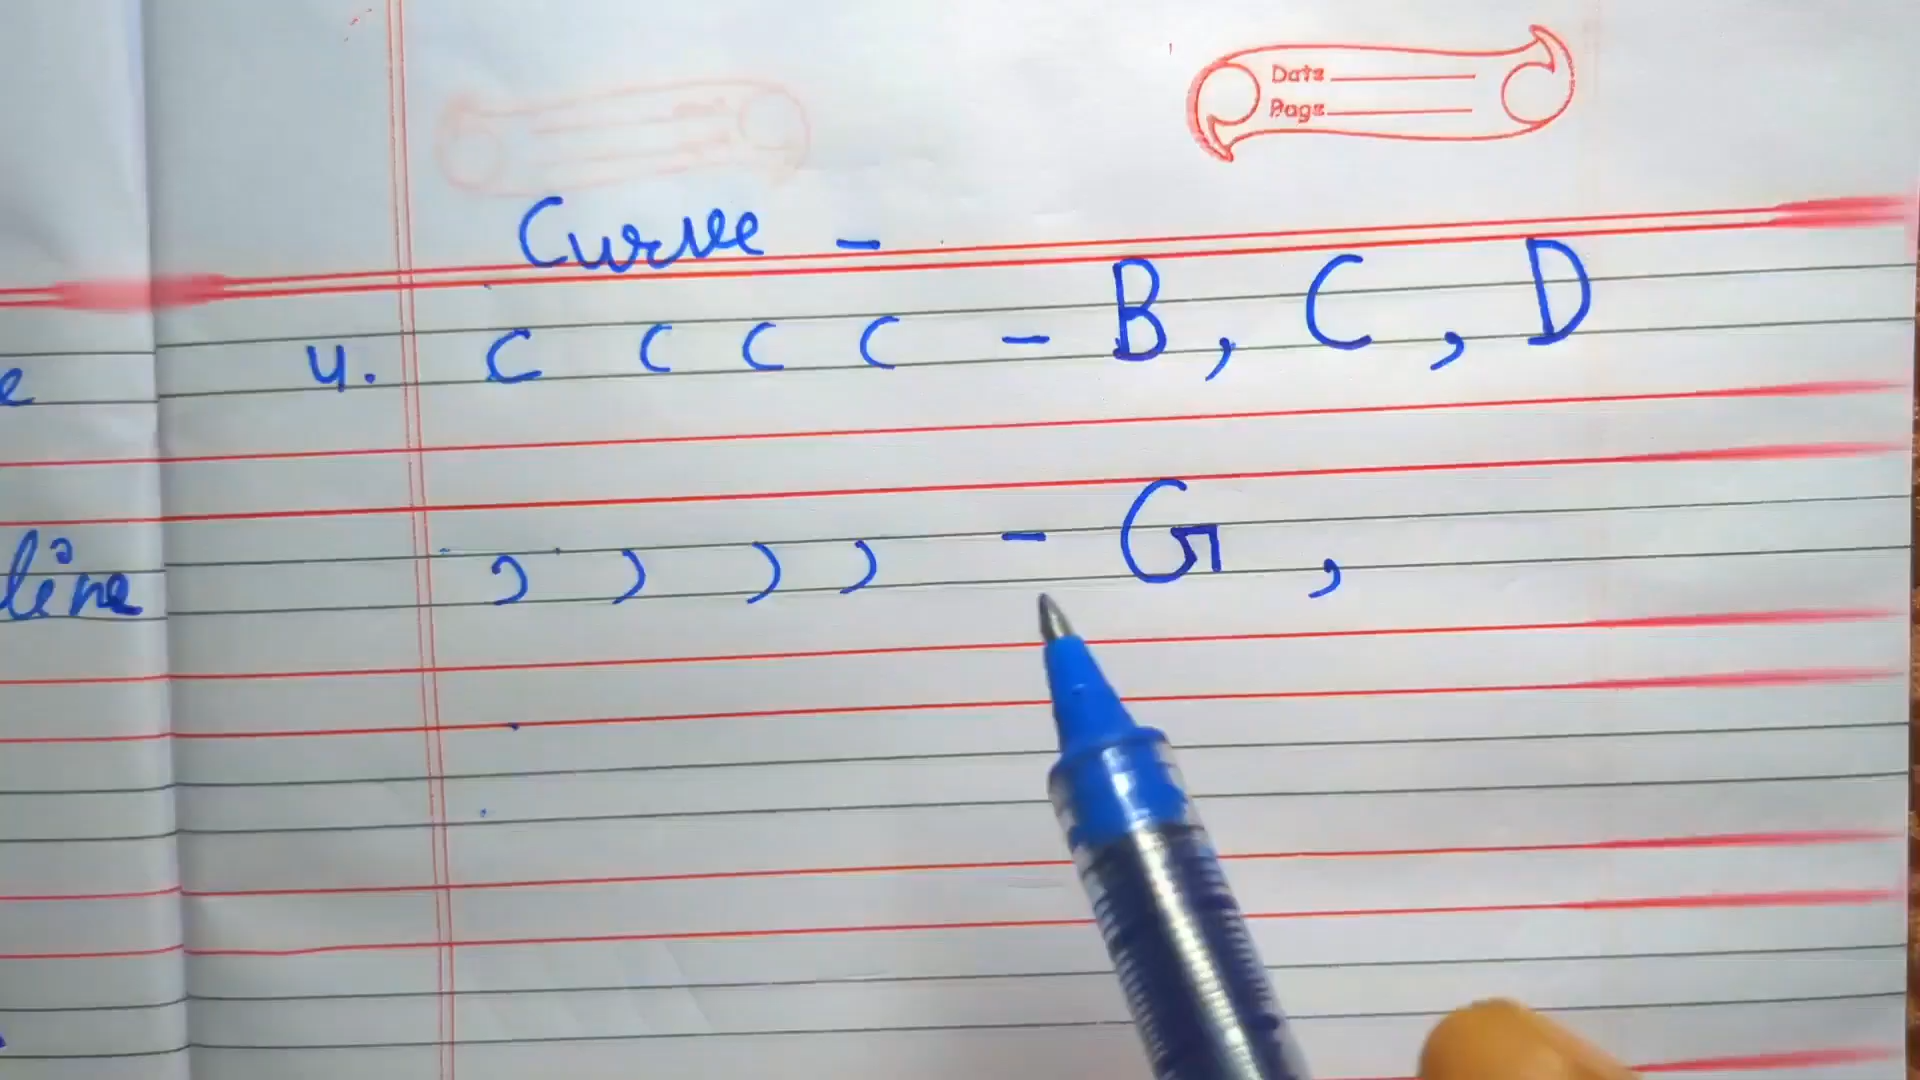 Date
Page
Curve -
4. C C C C - B, C, D
) ) ) ) - G,
e
line